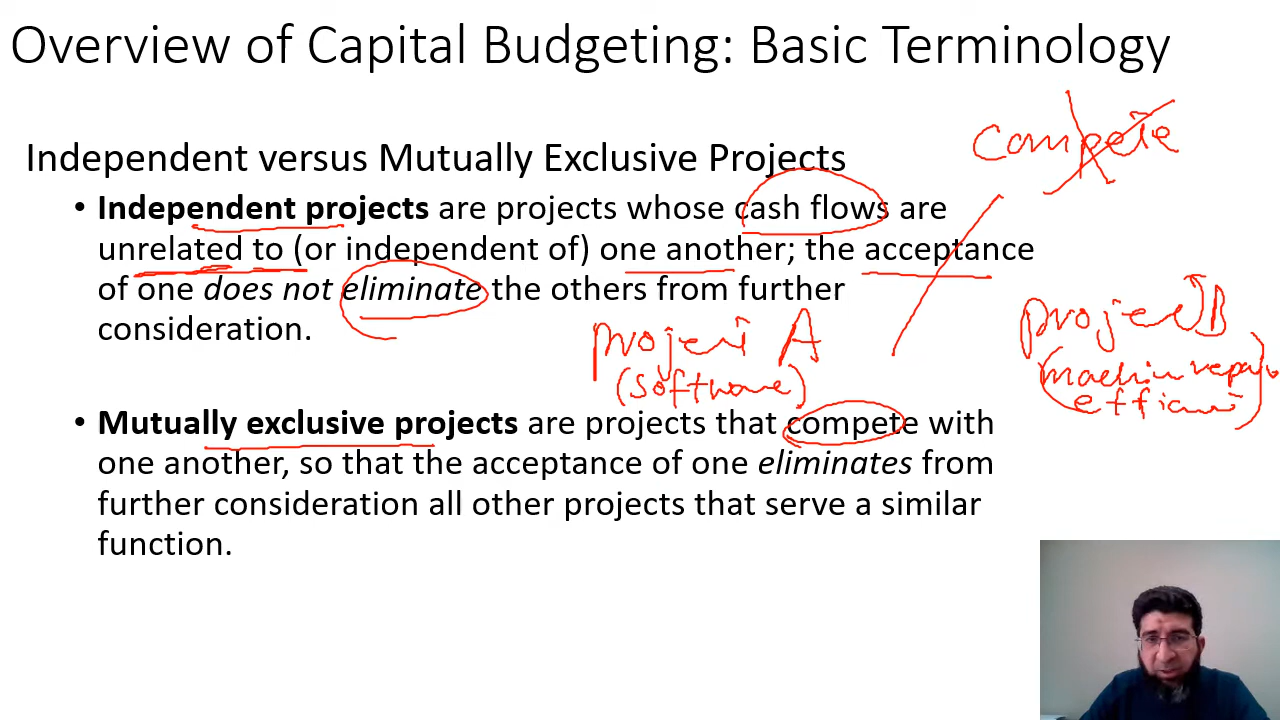 Overview of Capital Budgeting: Basic Terminology
compete
Independent versus Mutually Exclusive Projects
• Independent projects are projects whose cash flows are
unrelated to (or independent of) one another; the acceptance
of one does not eliminate the others from further
consideration.
project A
(software)
project B
(machin repair
efficient)
• Mutually exclusive projects are projects that compete with
one another, so that the acceptance of one eliminates from
further consideration all other projects that serve a similar
function.